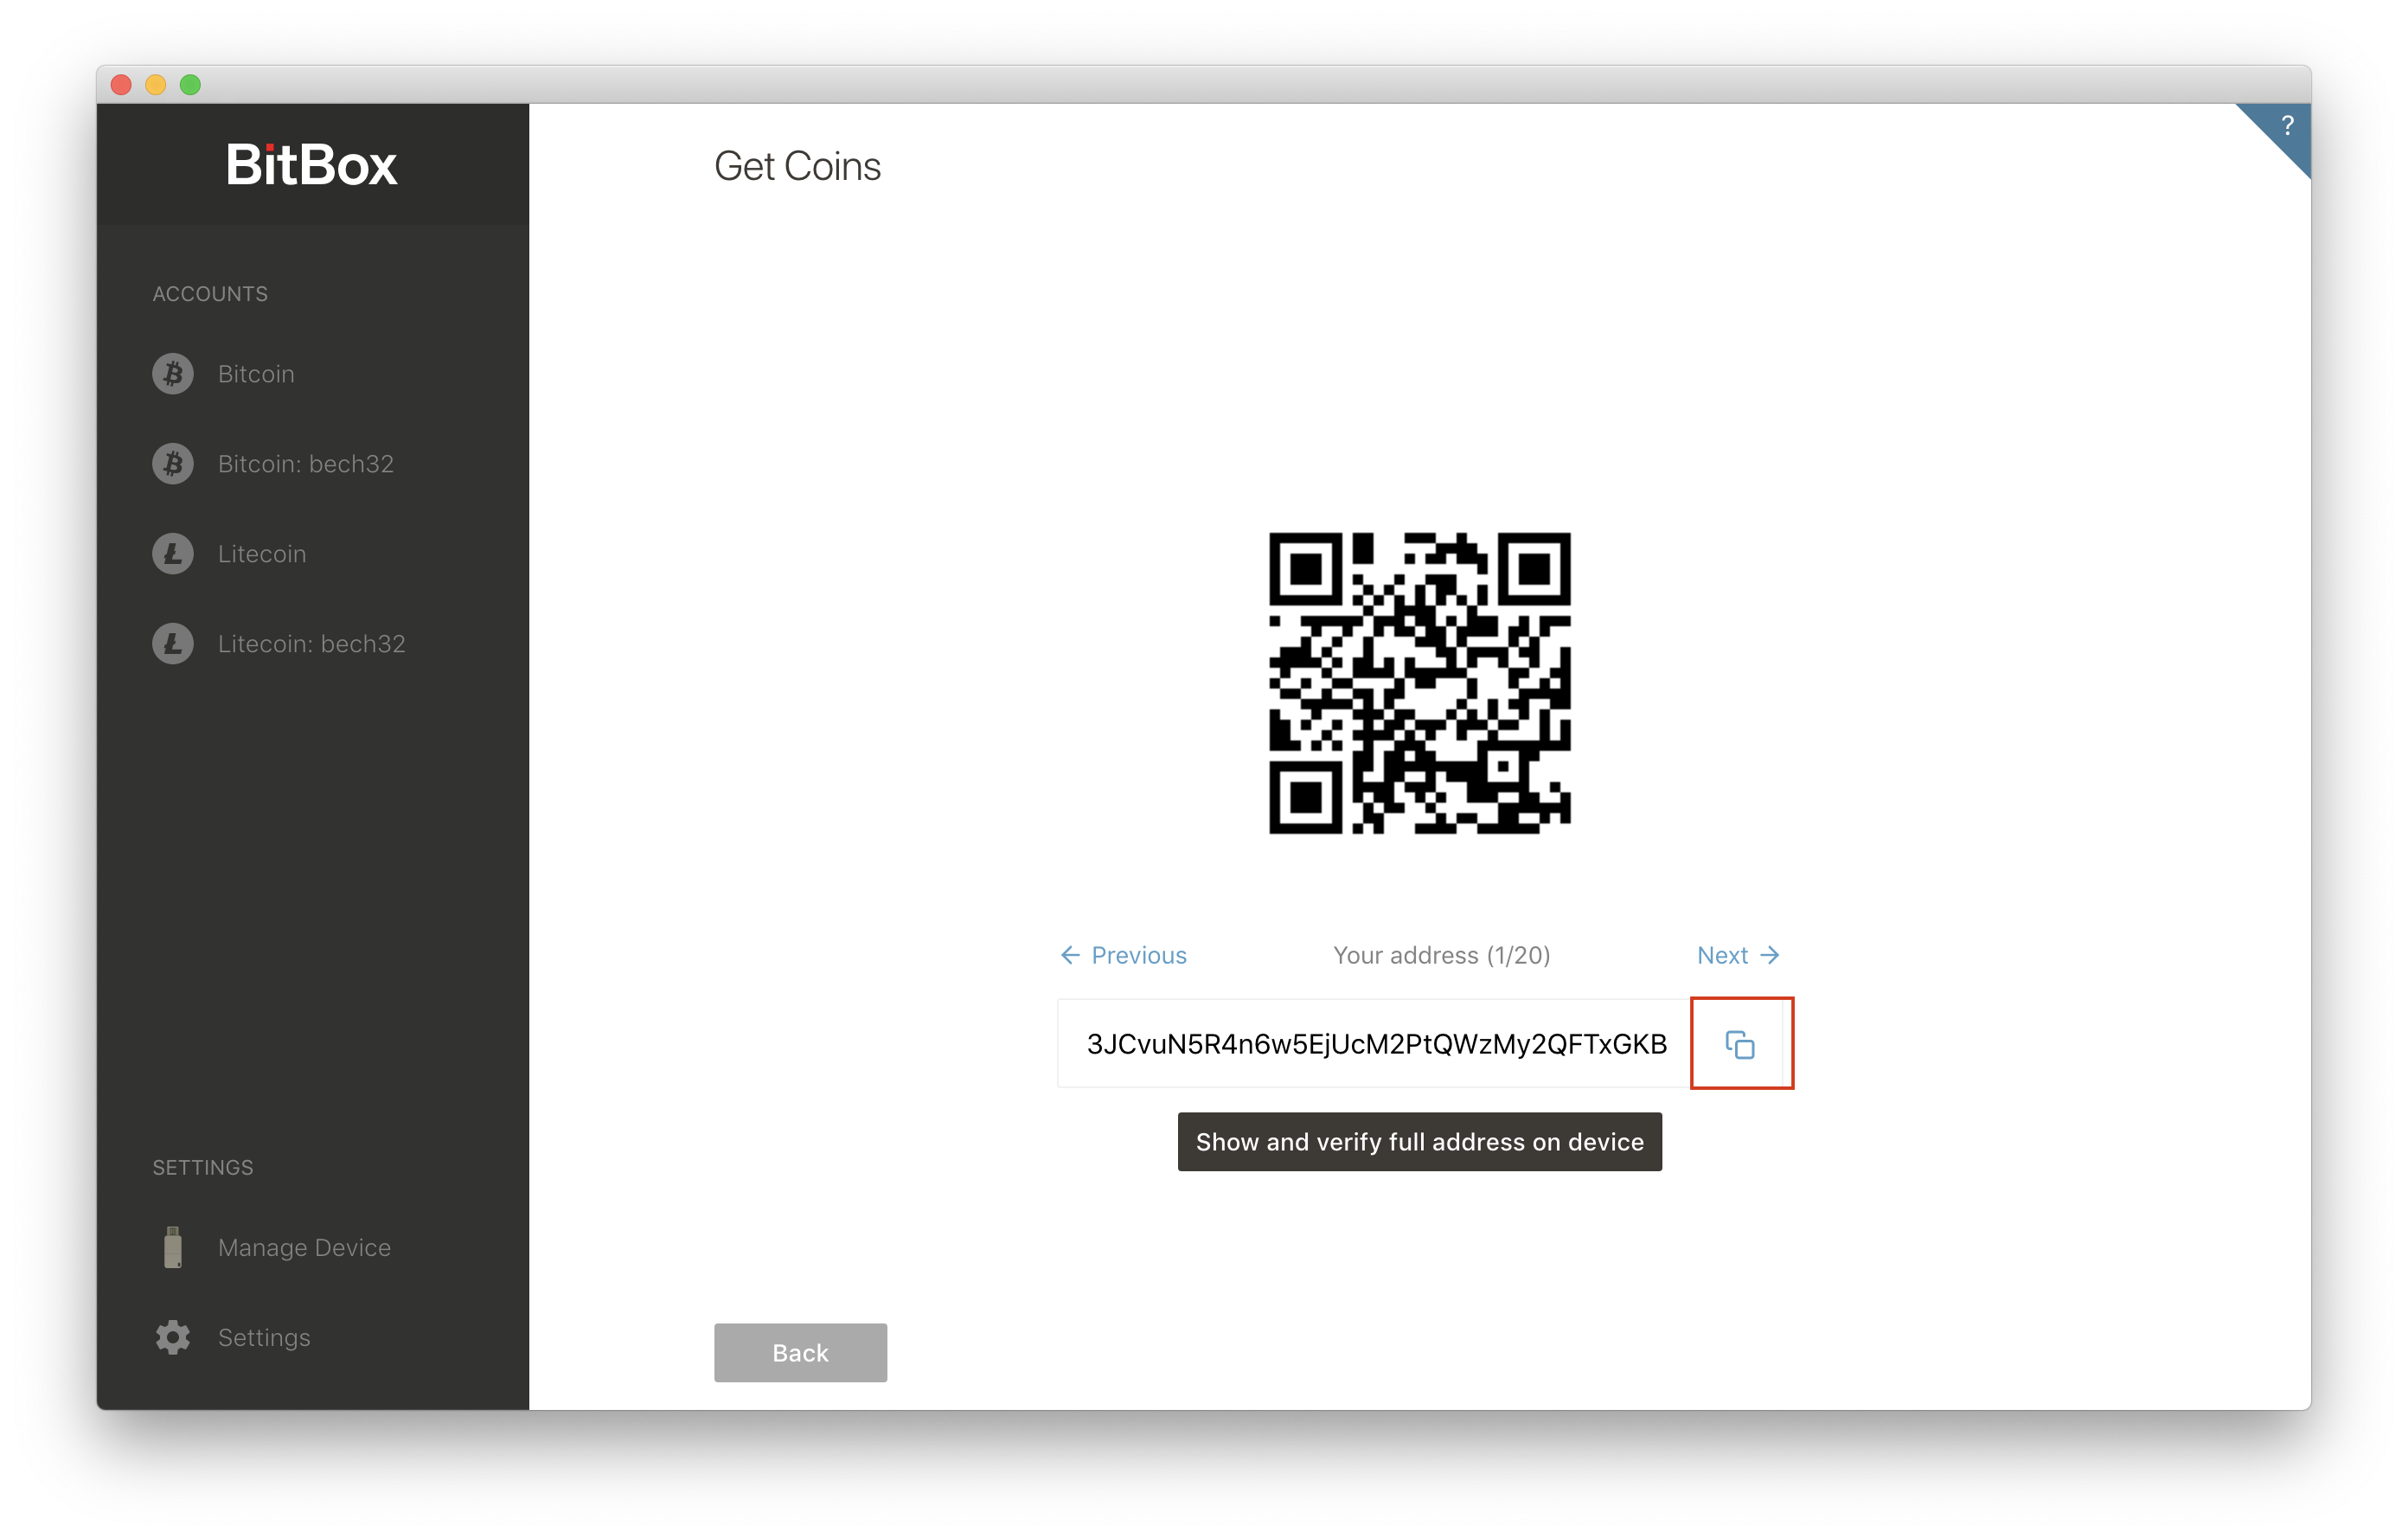 BitBox
ACCOUNTS
Bitcoin
Bitcoin: bech32
Litecoin
Litecoin: bech32
SETTINGS
Manage Device
Settings
?
Get Coins
Previous
Your address (1/20)
Next
3JCvuN5R4n6w5EjUcM2PtQWzMy2QFTxGKB
Show and verify full address on device
Back